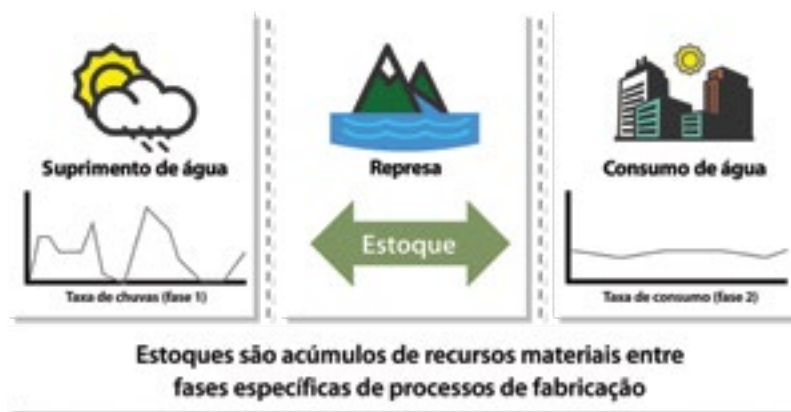 Suprimento de água
Taxa de chuvas (fase 1)
Represa
Estoque
Consumo de água
Taxa de consumo (fase 2)
Estoques são acúmulos de recursos materiais entre
fases específicas de processos de fabricação